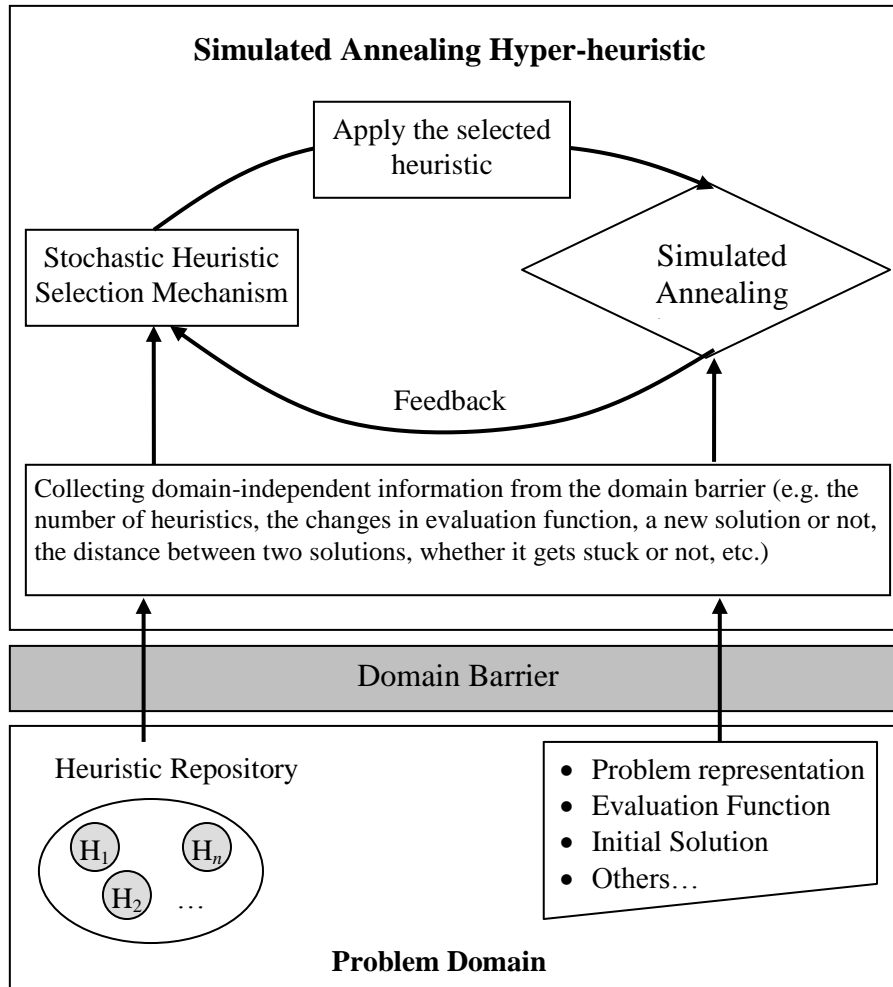 Simulated Annealing Hyper-heuristic
Apply the selected
heuristic
Stochastic Heuristic
Selection Mechanism
Simulated
Annealing
Feedback
Collecting domain-independent information from the domain barrier (e.g. the
number of heuristics, the changes in evaluation function, a new solution or not,
the distance between two solutions, whether it gets stuck or not, etc.)
Domain Barrier
Heuristic Repository
H1
Hn
H2
…
• Problem representation
• Evaluation Function
• Initial Solution
• Others…
Problem Domain